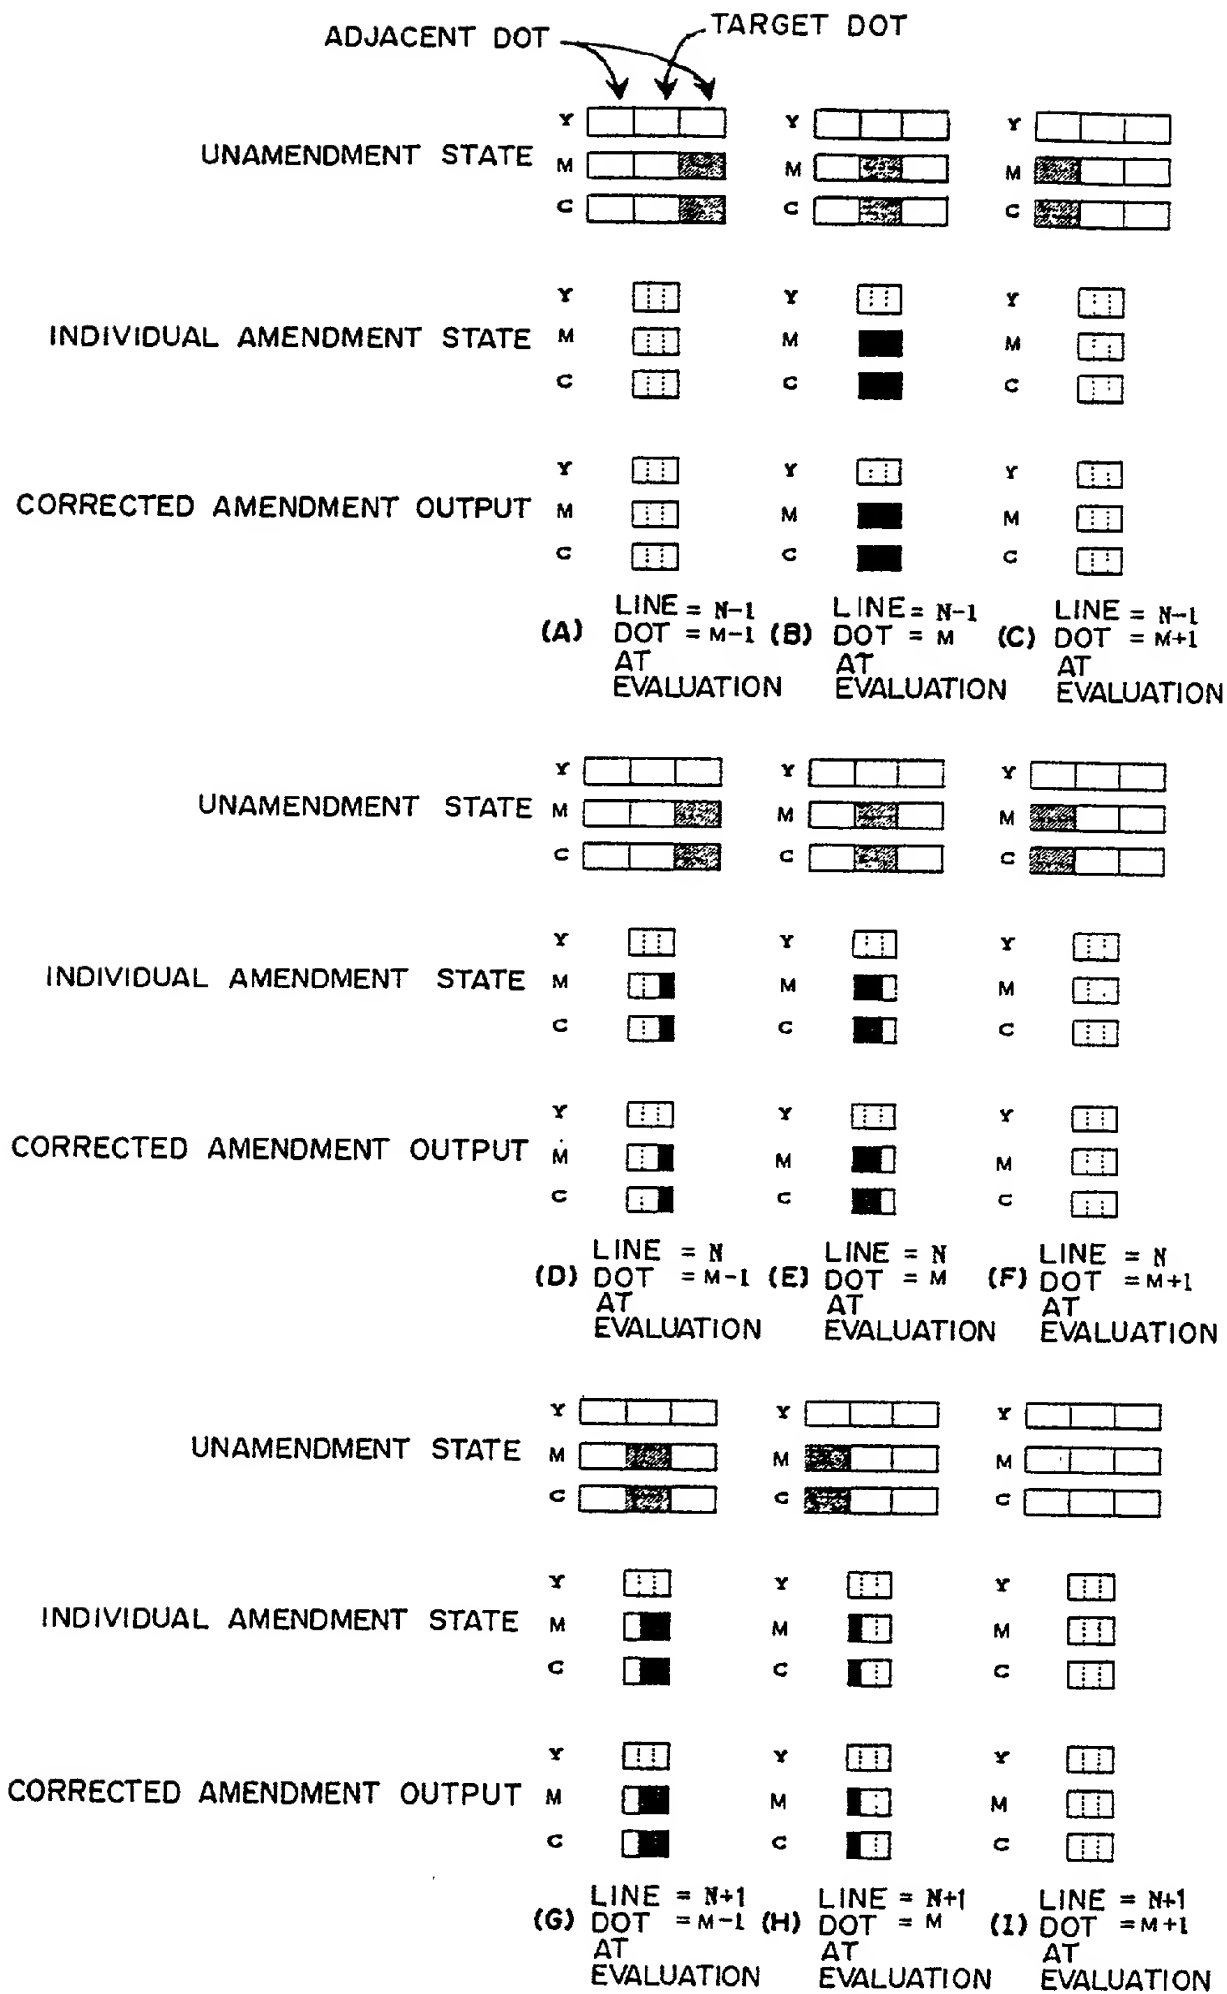 ADJACENT DOT
TARGET DOT
UNAMENDMENT STATE
Y Y Y
M M M
C C C
INDIVIDUAL AMENDMENT STATE
Y Y Y
M M M
C C C
CORRECTED AMENDMENT OUTPUT
Y Y Y
M M M
C C C
(A) LINE = N-1
DOT = M-1
AT
EVALUATION
(B) LINE = N-1
DOT = M
AT
EVALUATION
(C) LINE = N-1
DOT = M+1
AT
EVALUATION
UNAMENDMENT STATE
Y Y Y
M M M
C C C
INDIVIDUAL AMENDMENT STATE
Y Y Y
M M M
C C C
CORRECTED AMENDMENT OUTPUT
Y Y Y
M M M
C C C
(D) LINE = N
DOT = M-1
AT
EVALUATION
(E) LINE = N
DOT = M
AT
EVALUATION
(F) LINE = N
DOT = M+1
AT
EVALUATION
UNAMENDMENT STATE
Y Y Y
M M M
C C C
INDIVIDUAL AMENDMENT STATE
Y Y Y
M M M
C C C
CORRECTED AMENDMENT OUTPUT
Y Y Y
M M M
C C C
(G) LINE = N+1
DOT = M-1
AT
EVALUATION
(H) LINE = N+1
DOT = M
AT
EVALUATION
(I) LINE = N+1
DOT = M+1
AT
EVALUATION